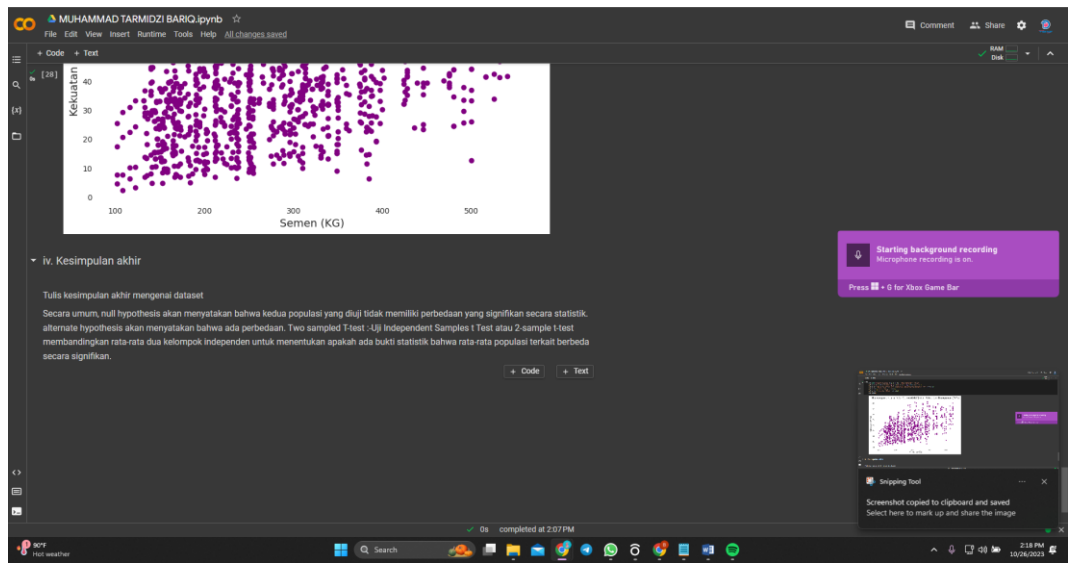 MUHAMMAD TARMIDZI BARIQ.ipynb
Comment Share
File Edit View Insert Runtime Tools Help All changes saved
+ Code + Text
RAM
Disk
[28]
0s
{x}
Kekuatan
40
30
20
10
0
100 200 300 400 500
Semen (KG)
iv. Kesimpulan akhir
Tulis kesimpulan akhir mengenai dataset
Secara umum, null hypothesis akan menyatakan bahwa kedua populasi yang diuji tidak memiliki perbedaan yang signifikan secara statistik.
alternate hypothesis akan menyatakan bahwa ada perbedaan. Two sampled T-test :-Uji Independent Samples t Test atau 2-sample t-test
membandingkan rata-rata dua kelompok independen untuk menentukan apakah ada bukti statistik bahwa rata-rata populasi terkait berbeda
secara signifikan.
+ Code + Text
Starting background recording
Microphone recording is on.
Press + G for Xbox Game Bar
Snipping Tool
Screenshot copied to clipboard and saved
Select here to mark up and share the image
0s completed at 2:07 PM
90°F
Hot weather
Search
2:18 PM
10/26/2023